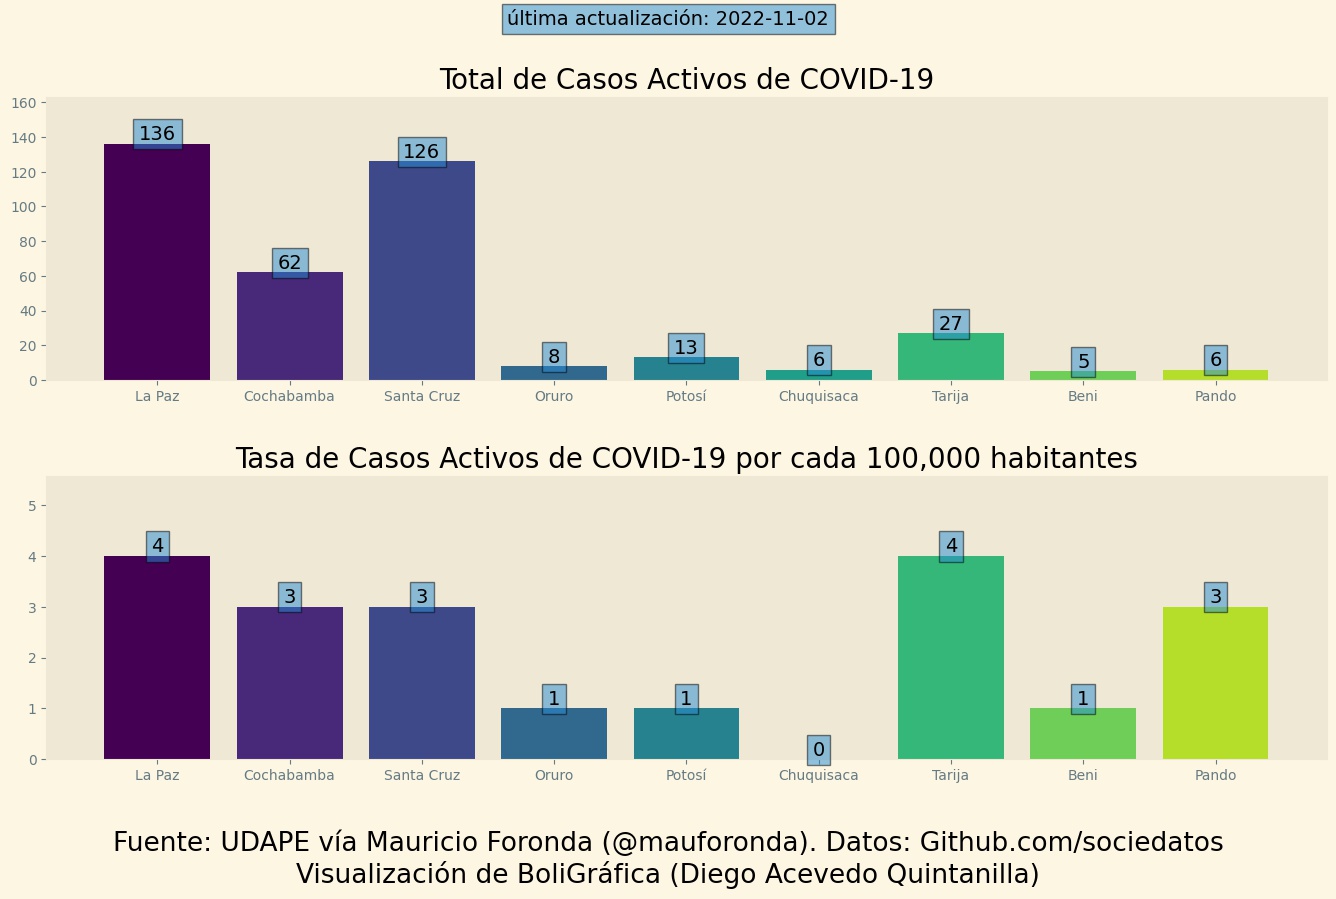 última actualización: 2022-11-02
Total de Casos Activos de COVID-19
160
140
120
100
80
60
40
20
0
136
62
126
8
13
6
27
5
6
La Paz
Cochabamba
Santa Cruz
Oruro
Potosí
Chuquisaca
Tarija
Beni
Pando
Tasa de Casos Activos de COVID-19 por cada 100,000 habitantes
5
4
3
2
1
0
4
3
3
1
1
0
4
1
3
La Paz
Cochabamba
Santa Cruz
Oruro
Potosí
Chuquisaca
Tarija
Beni
Pando
Fuente: UDAPE vía Mauricio Foronda (@mauforonda). Datos: Github.com/sociedatos
Visualización de BoliGráfica (Diego Acevedo Quintanilla)